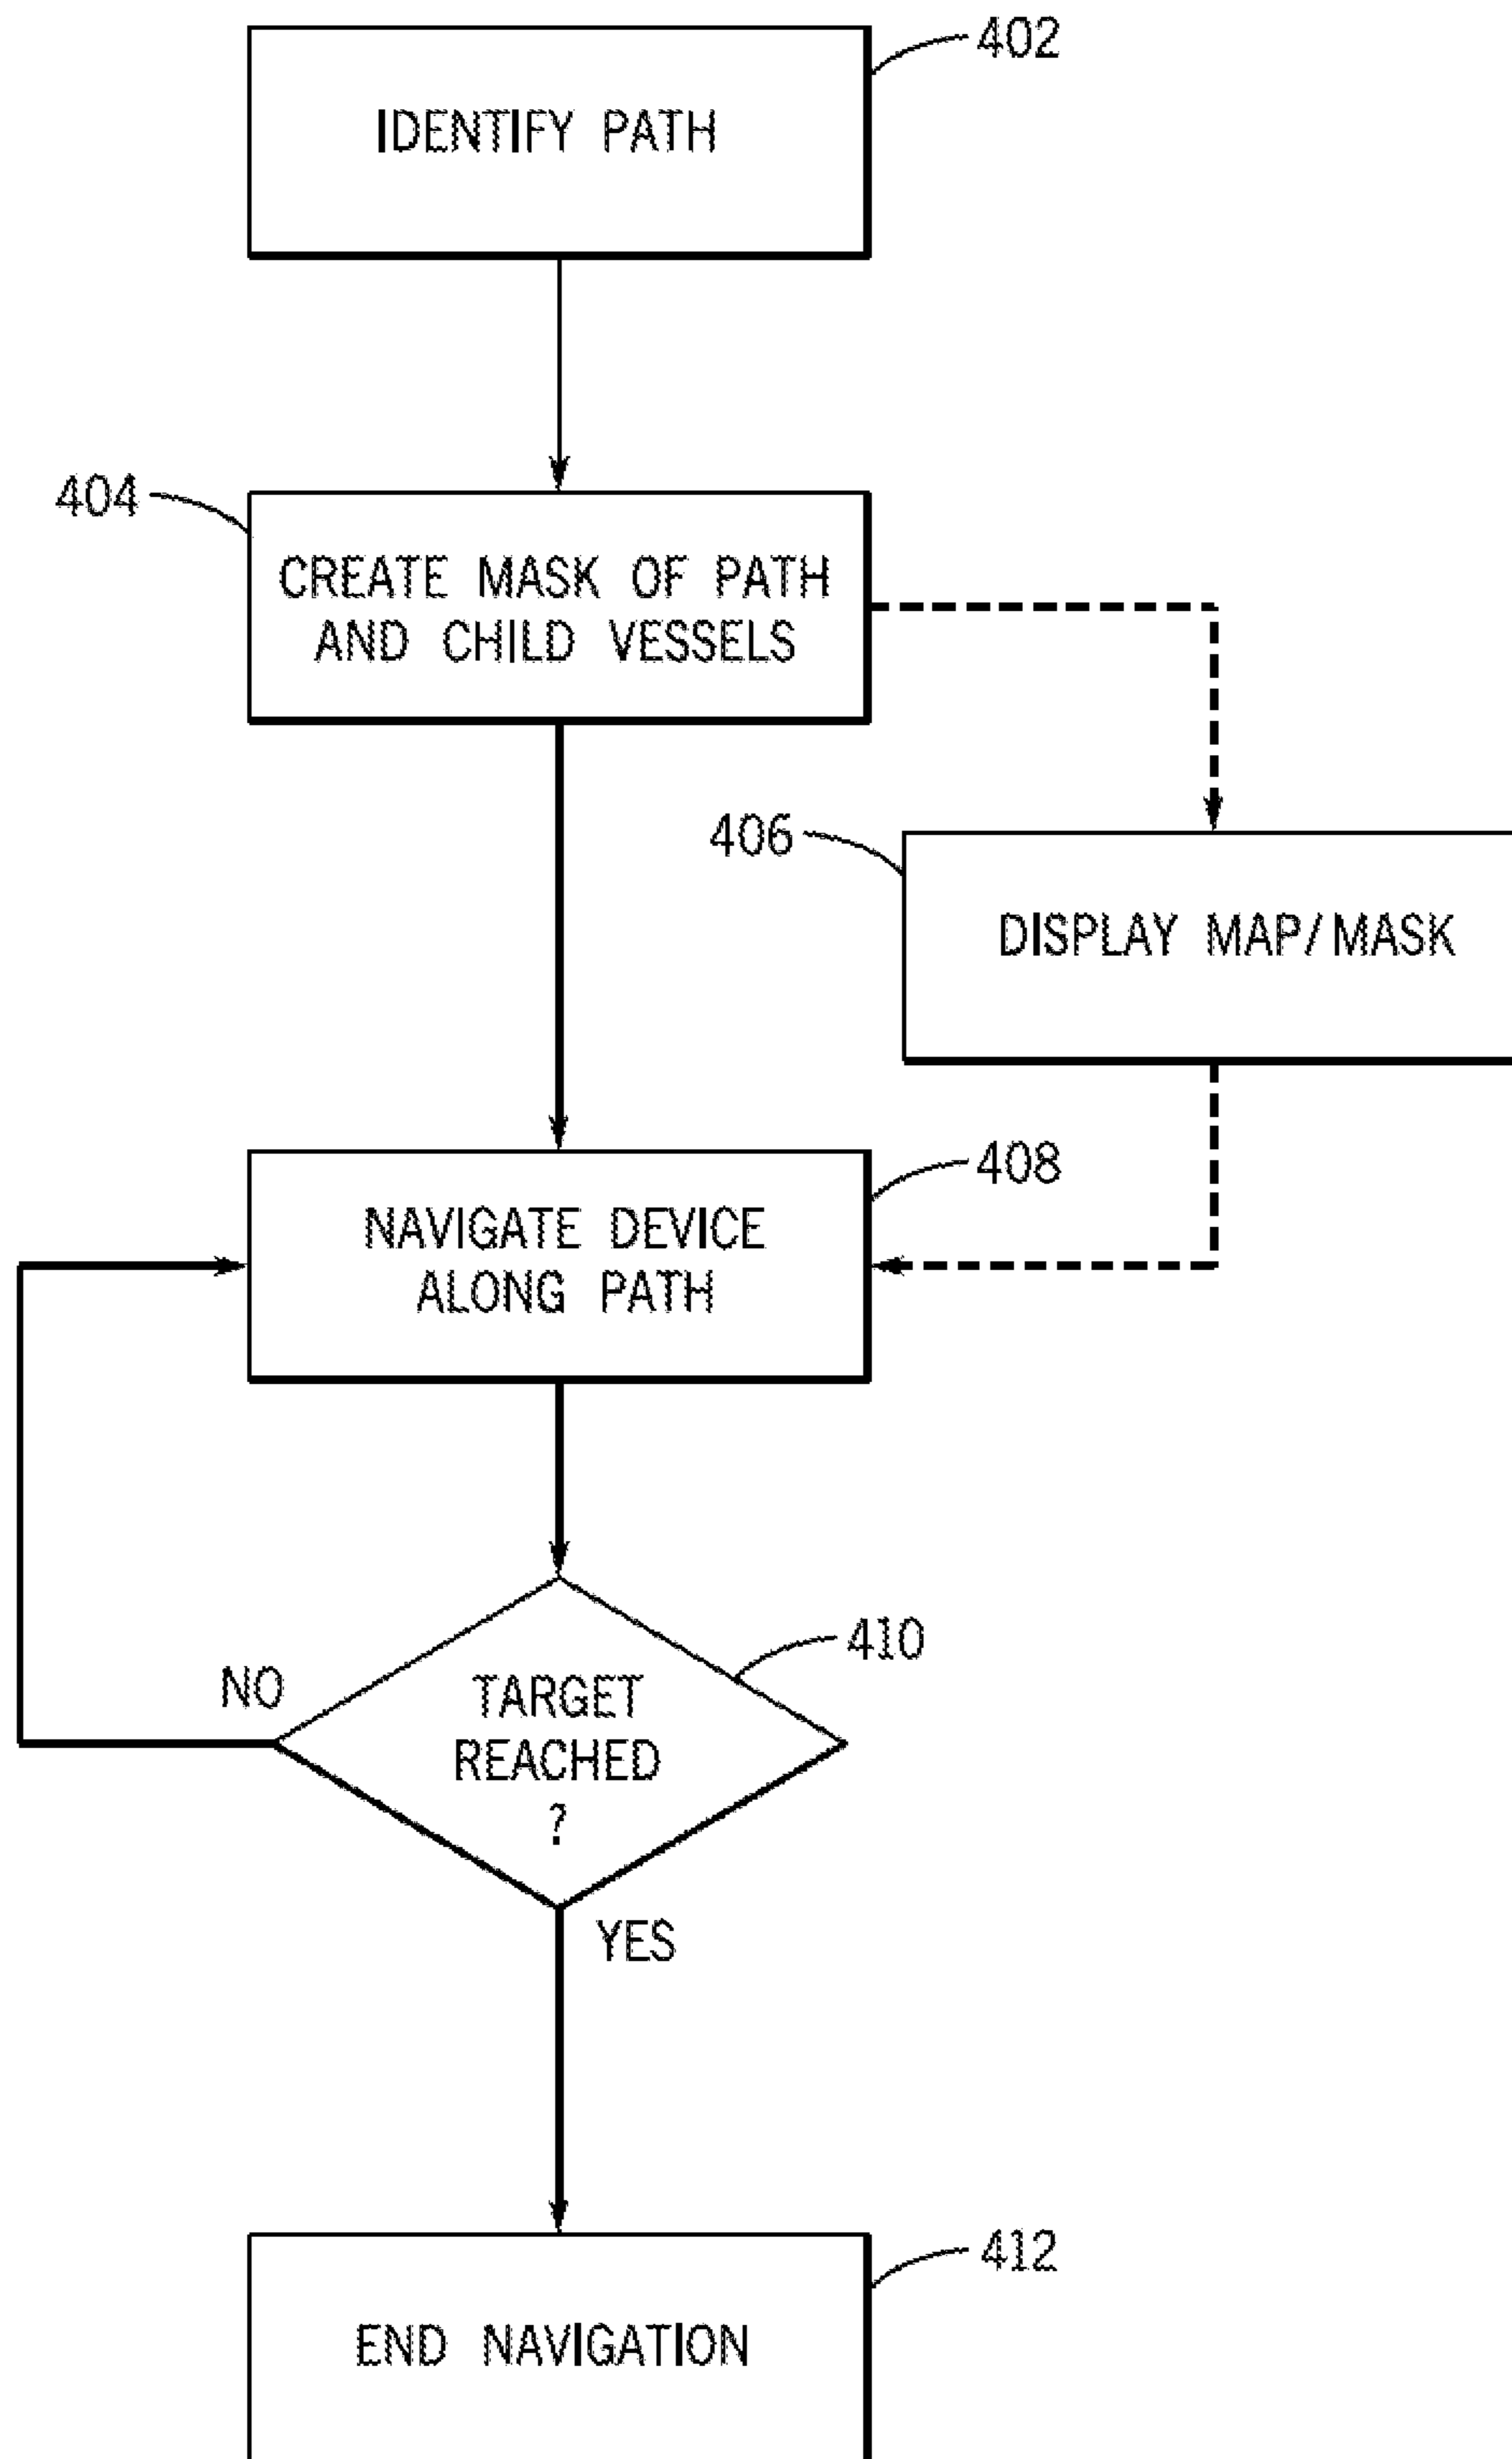 402
IDENTIFY PATH
404
CREATE MASK OF PATH
AND CHILD VESSELS
406
DISPLAY MAP/MASK
408
NAVIGATE DEVICE
ALONG PATH
410
NO
TARGET
REACHED
?
YES
412
END NAVIGATION